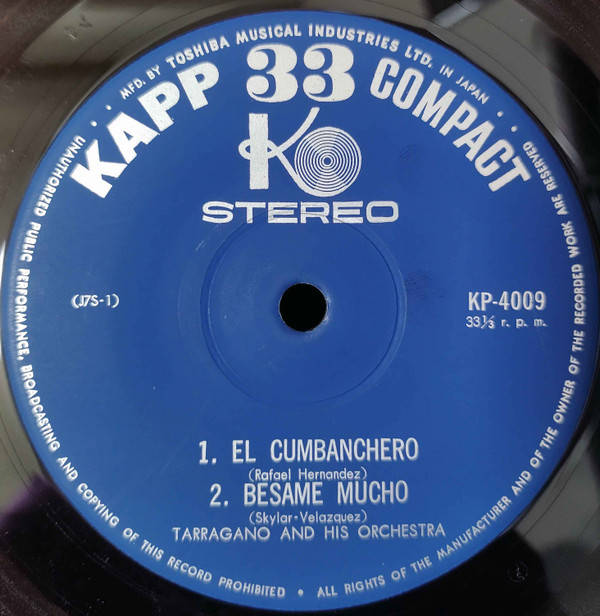 MFD. BY TOSHIBA MUSICAL INDUSTRIES LTD. IN JAPAN
KAPP 33 COMPACT
K
STEREO
(J7S-1)
KP-4009
33⅓ r. p. m.
1. EL CUMBANCHERO
(Rafael Hernandez)
2. BESAME MUCHO
(Skylar-Velazquez)
TARRAGANO AND HIS ORCHESTRA
UNAUTHORIZED PUBLIC PERFORMANCE, BROADCASTING AND COPYING OF THIS RECORD PROHIBITED • ALL RIGHTS OF THE MANUFACTURER AND OF THE OWNER OF THE RECORDED WORK ARE RESERVED